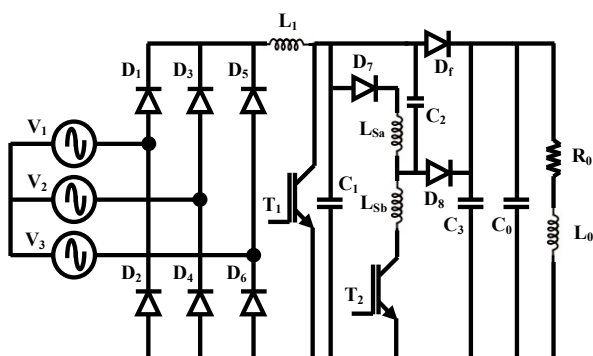 L1
D1 D3 D5 D7 Df
V1 LSa C2
V2 T1 C1 LSb D8 R0
V3 C3 C0 L0
D2 D4 D6 T2